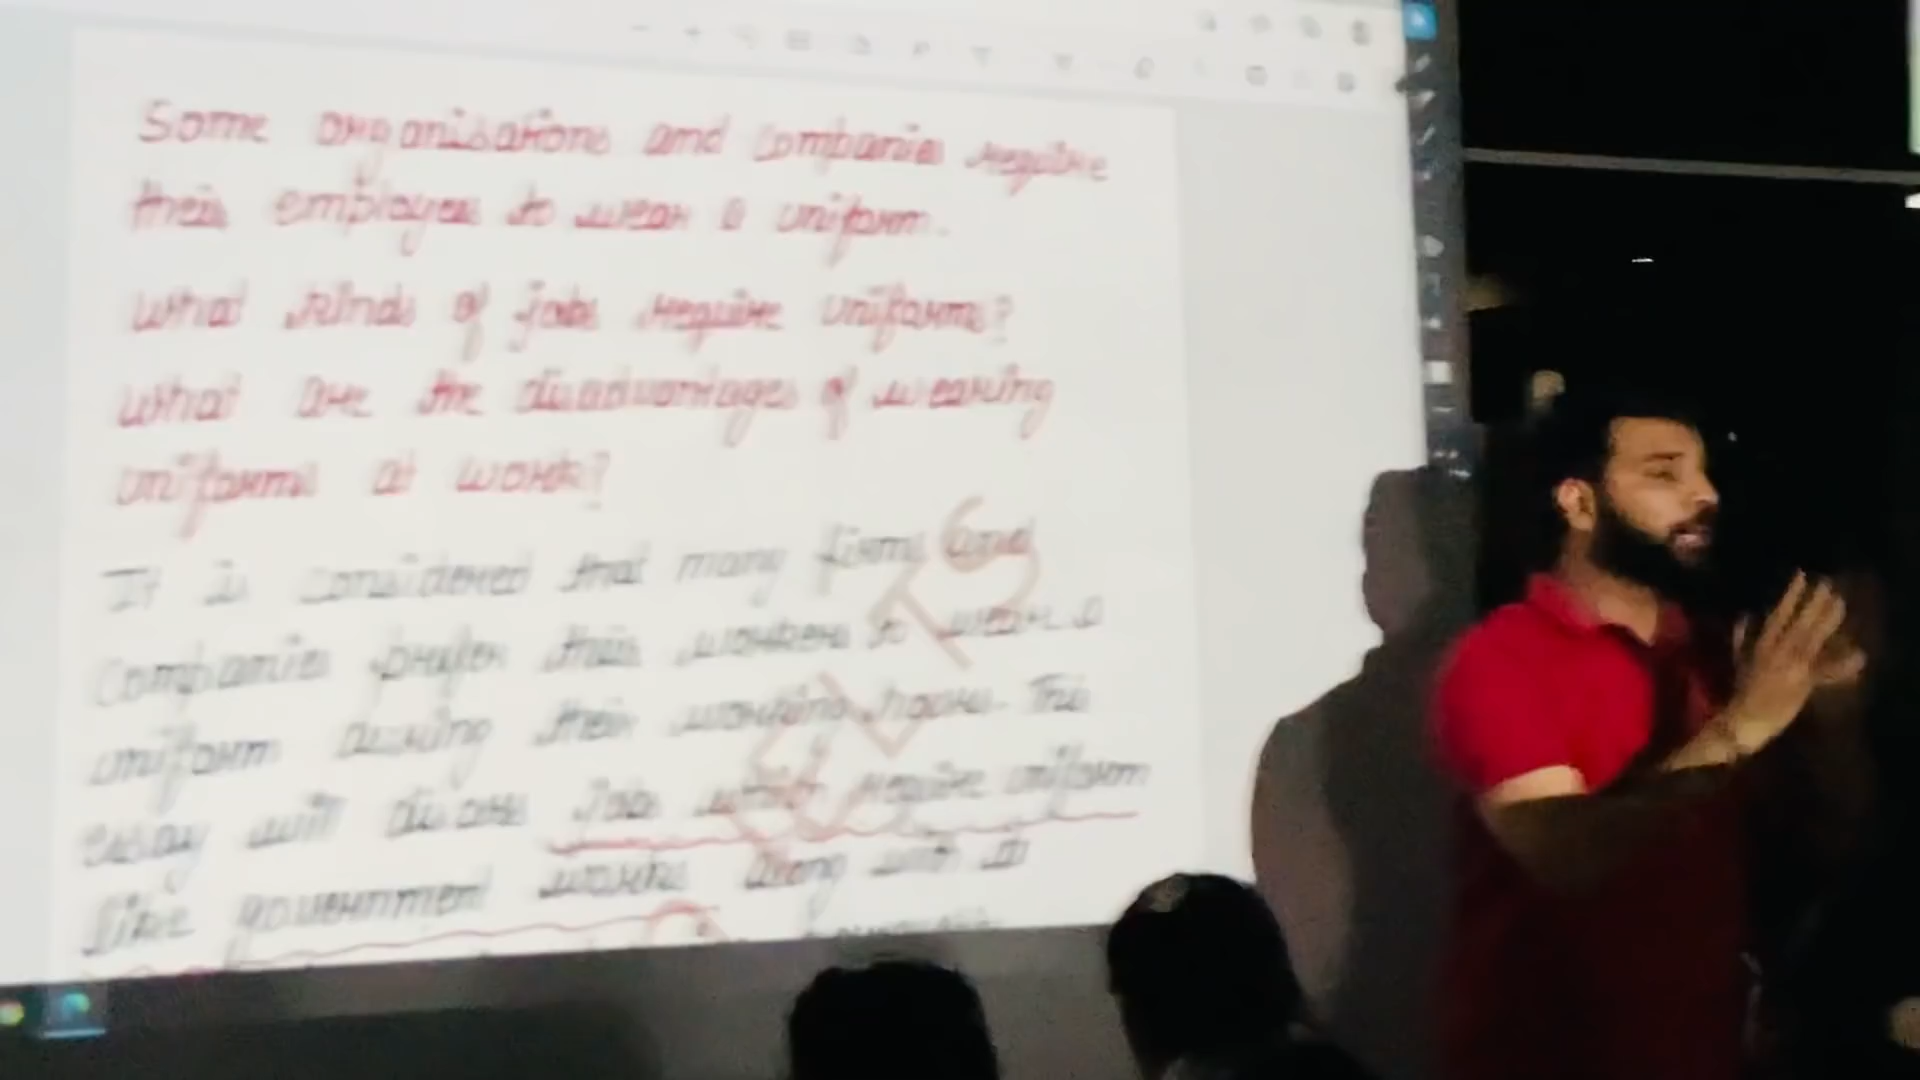 Some organisations and companies require
their employees to wear a uniform.
What kinds of jobs require uniforms?
What are the disadvantages of wearing
uniforms at work?
It is considered that many firms and
Companies prefer their workers to wear a
uniform during their working hours. This
essay will discuss jobs which require uniform
like government works along with its
IELTS